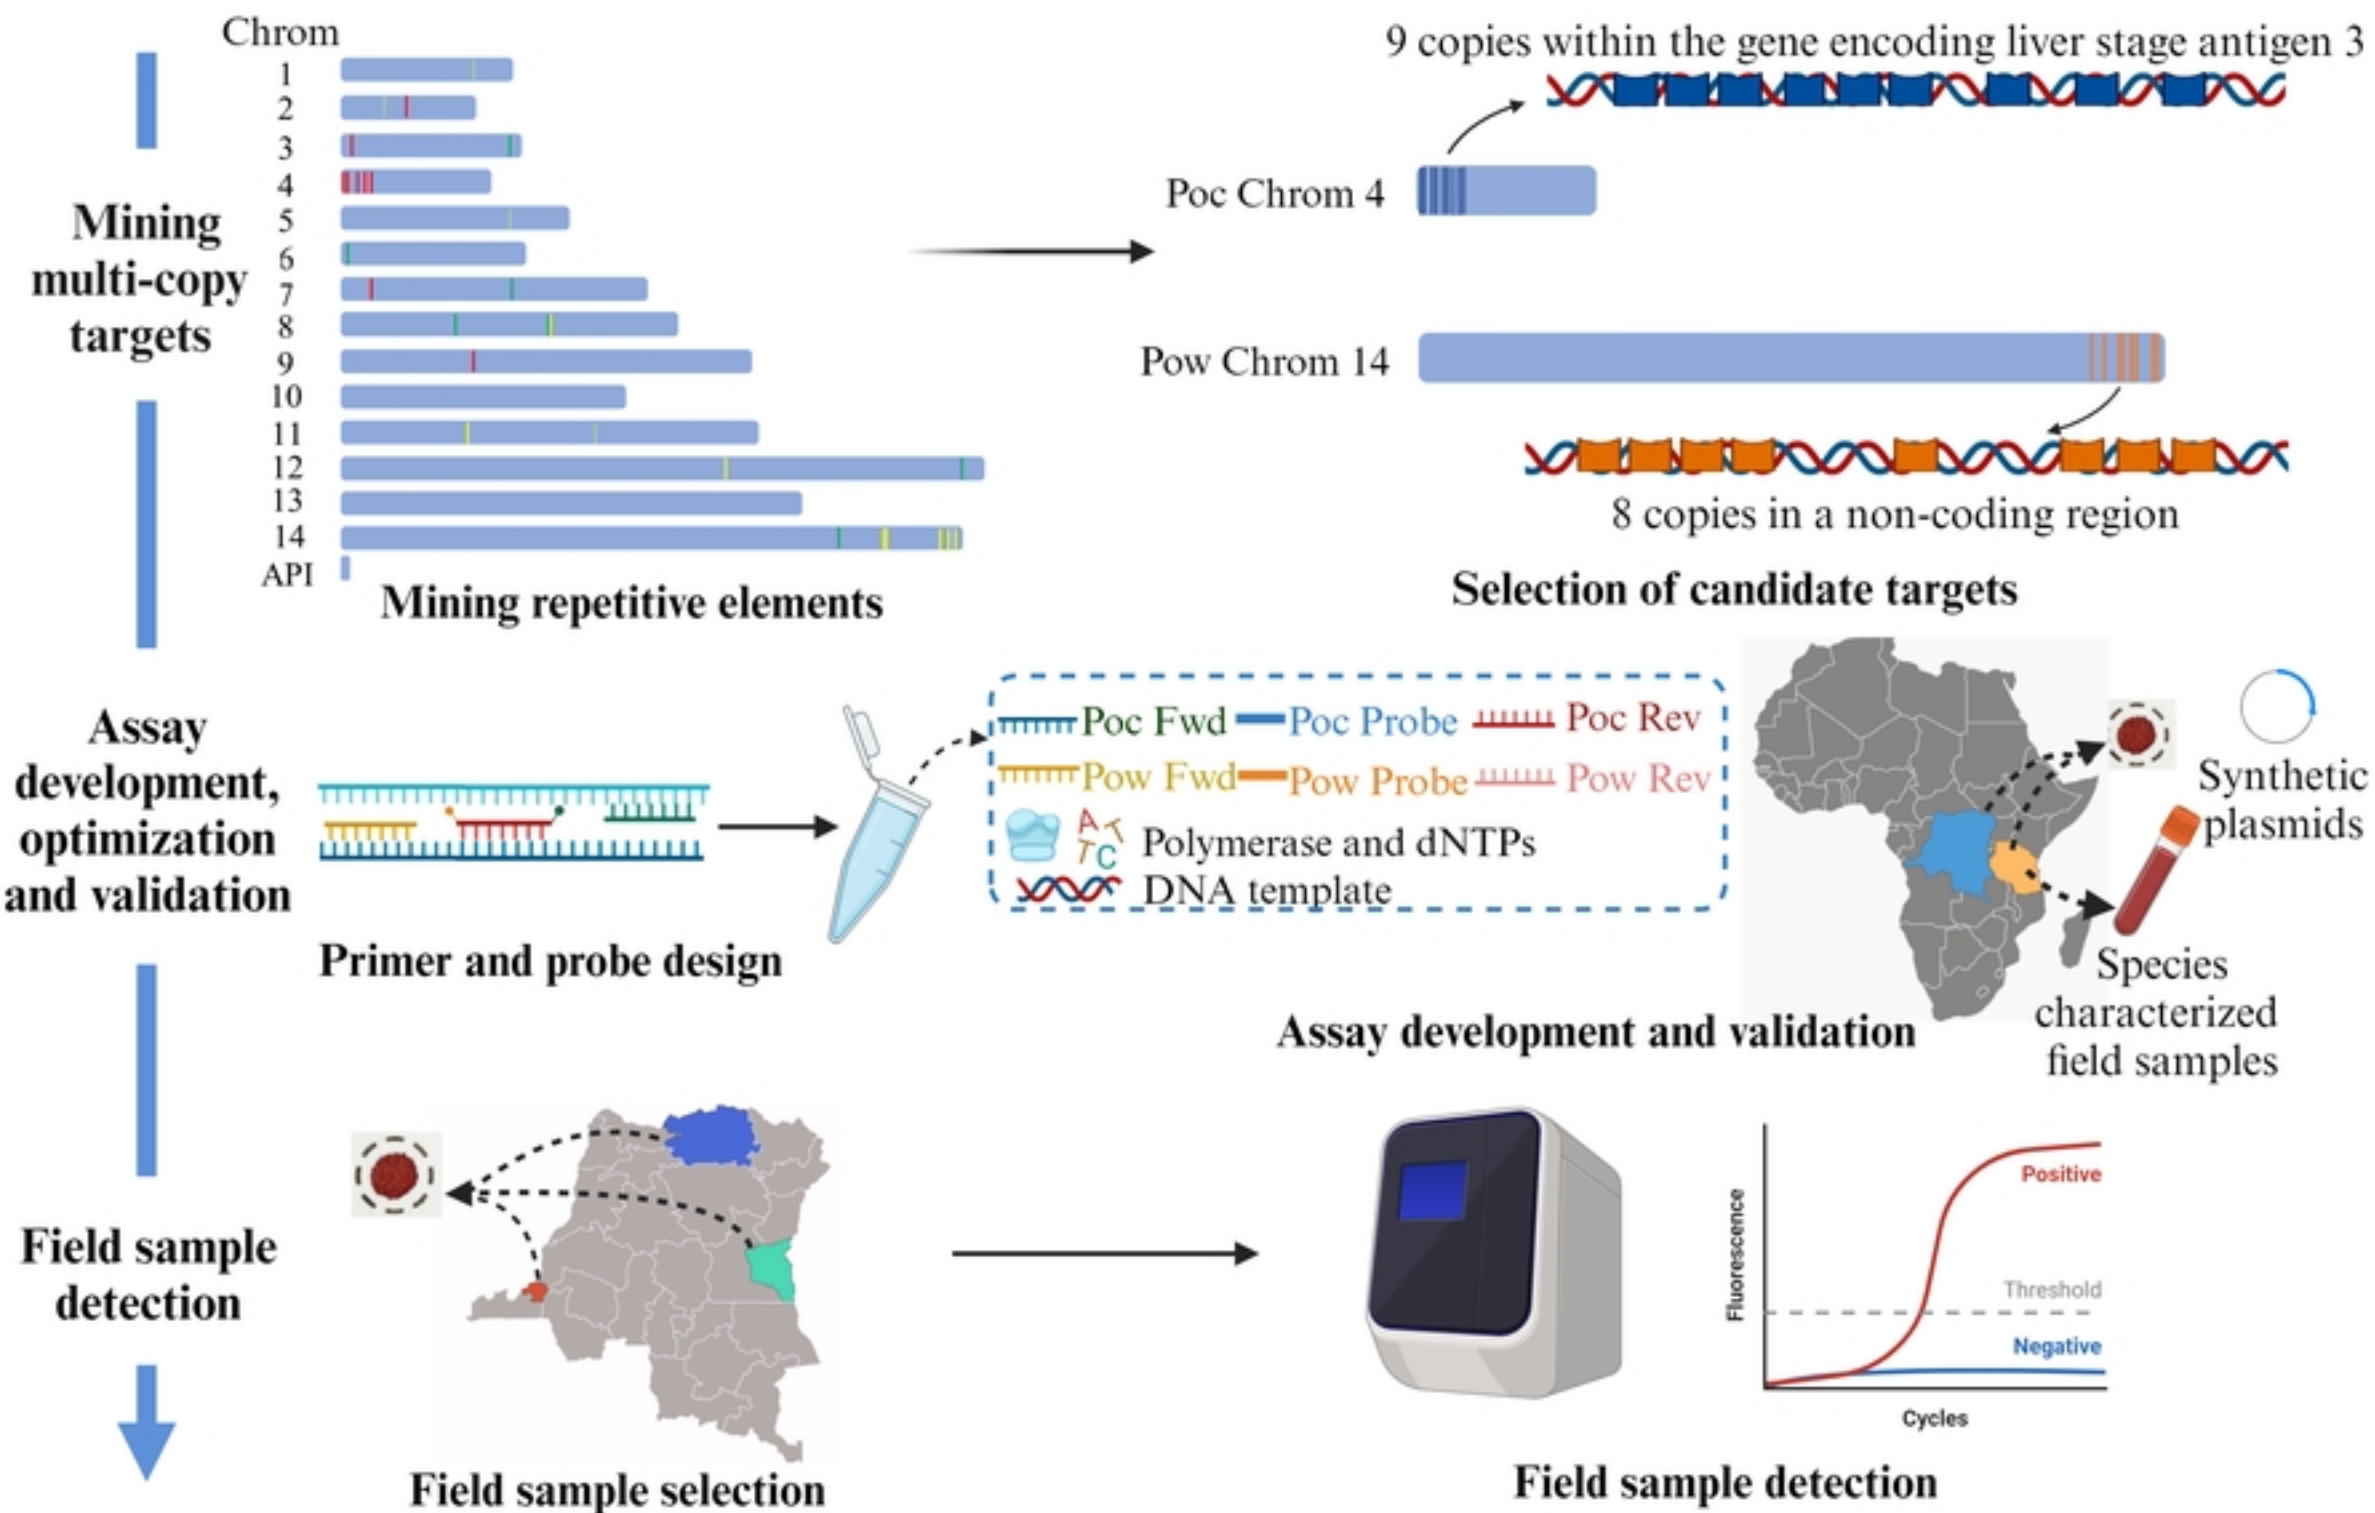 Chrom
1
2
3
4
5
6
7
8
9
10
11
12
13
14
API
Mining
multi-copy
targets
Mining repetitive elements
9 copies within the gene encoding liver stage antigen 3
Poc Chrom 4
Pow Chrom 14
8 copies in a non-coding region
Selection of candidate targets
Assay
development,
optimization
and validation
Primer and probe design
Poc Fwd Poc Probe Poc Rev
Pow Fwd Pow Probe Pow Rev
A T
T C
Polymerase and dNTPs
DNA template
Synthetic
plasmids
Species
characterized
field samples
Assay development and validation
Field sample
detection
Field sample selection
Fluorescence
Positive
Threshold
Negative
Cycles
Field sample detection